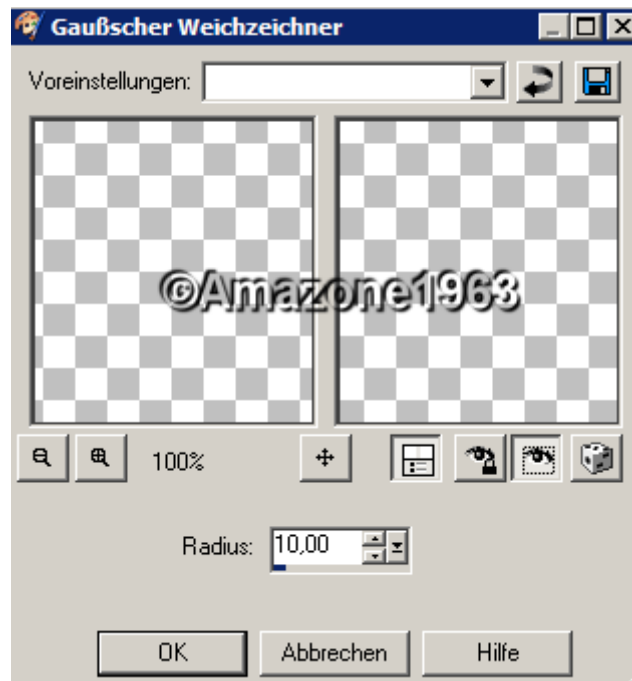 Gaußscher Weichzeichner
Voreinstellungen:
©Amazone1963
100%
Radius: 10,00
OK Abbrechen Hilfe